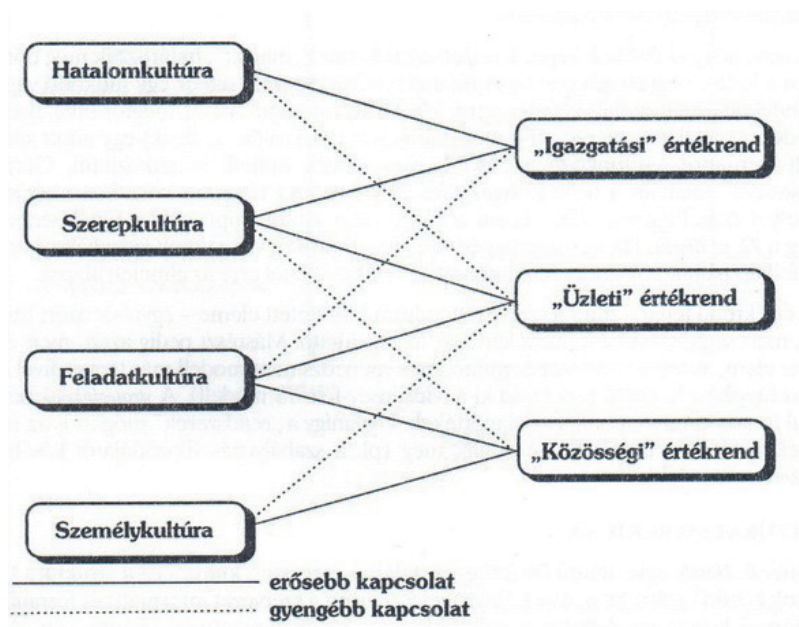 Hatalomkultúra
„Igazgatási” értékrend
Szerepkultúra
„Üzleti” értékrend
Feladatkultúra
„Közösségi” értékrend
Személykultúra
erősebb kapcsolat
gyengébb kapcsolat